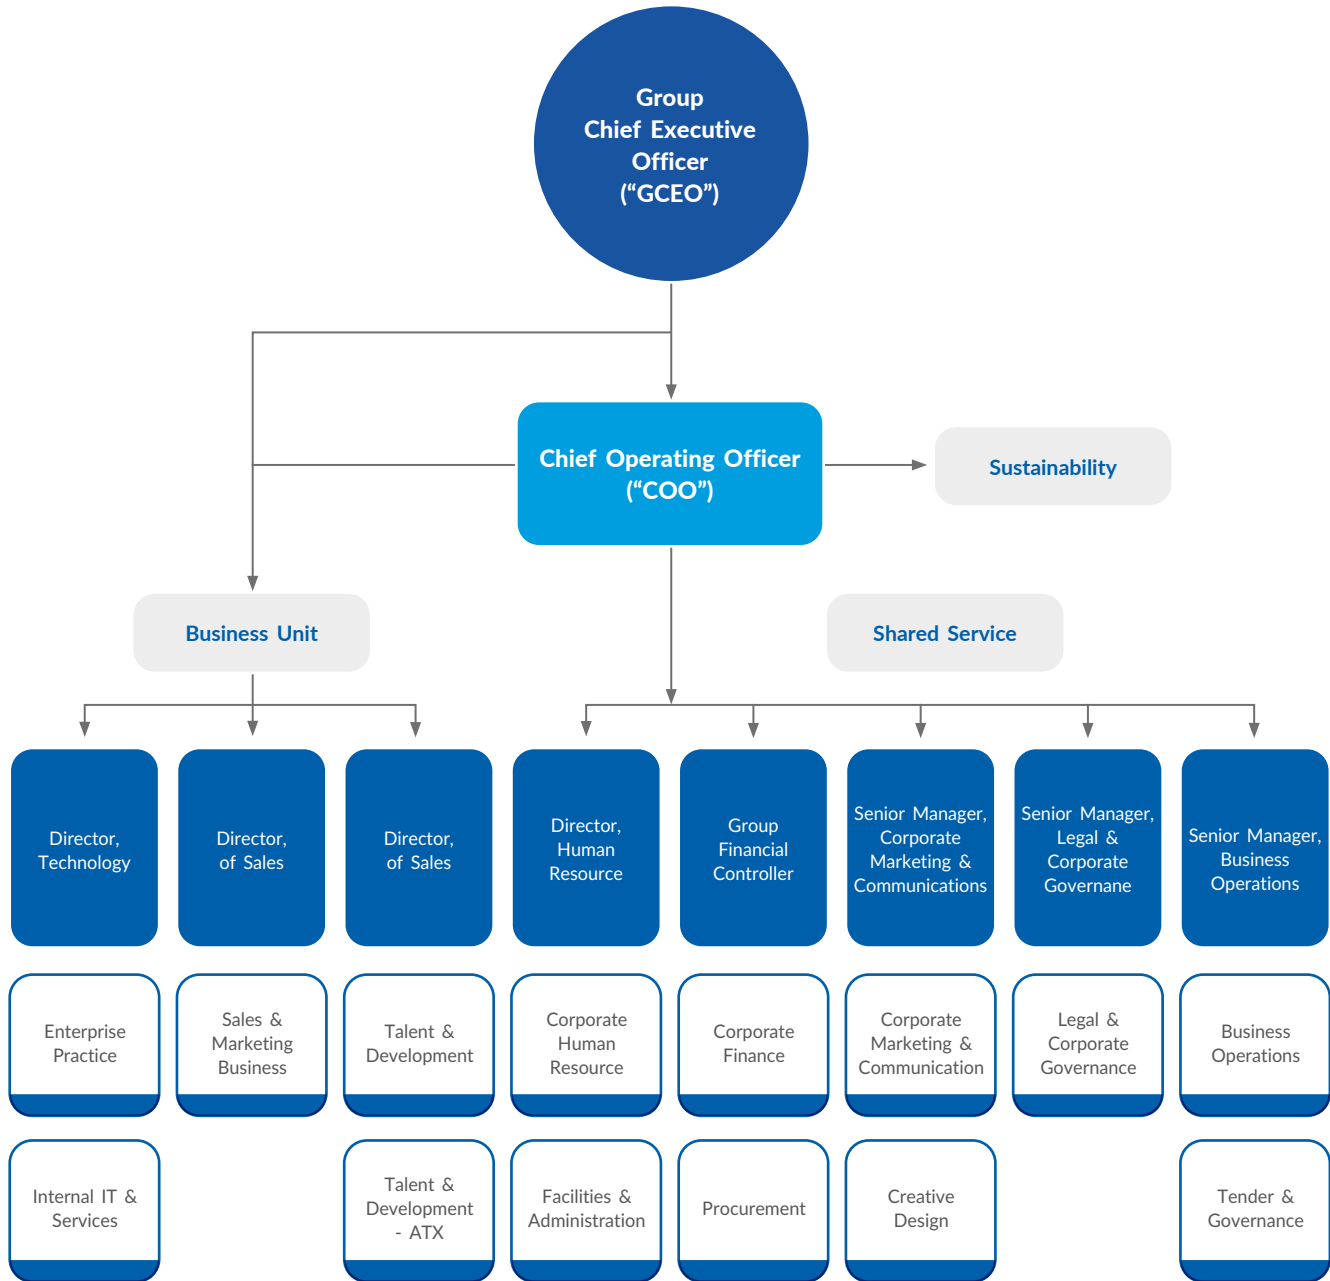 Group
Chief Executive
Officer
(“GCEO”)
Chief Operating Officer
(“COO”)
Sustainability
Business Unit
Shared Service
Director,
Technology
Director,
of Sales
Director,
of Sales
Director,
Human
Resource
Group
Financial
Controller
Senior Manager,
Corporate
Marketing &
Communications
Senior Manager,
Legal &
Corporate
Governane
Senior Manager,
Business
Operations
Enterprise
Practice
Sales &
Marketing
Business
Talent &
Development
Corporate
Human
Resource
Corporate
Finance
Corporate
Marketing &
Communication
Legal &
Corporate
Governance
Business
Operations
Internal IT &
Services
Talent &
Development
- ATX
Facilities &
Administration
Procurement
Creative
Design
Tender &
Governance